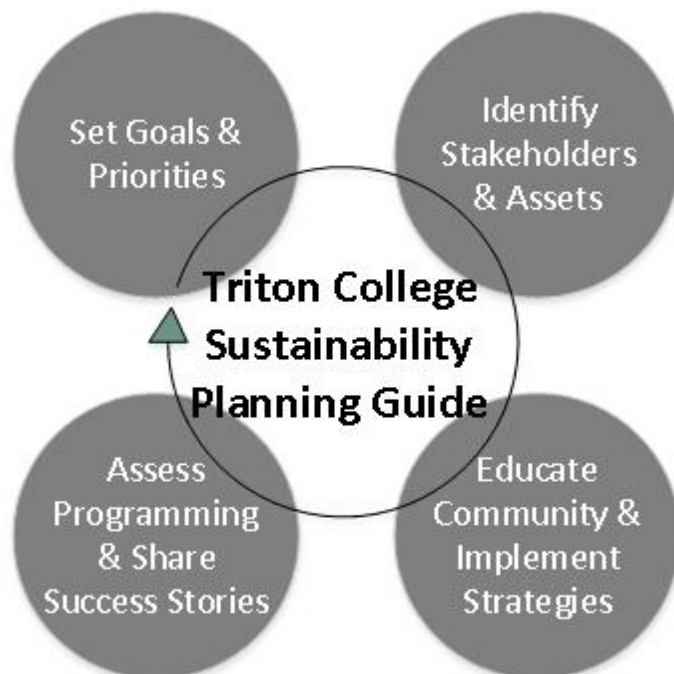 Set Goals &
Priorities
Identify
Stakeholders
& Assets
Triton College
Sustainability
Planning Guide
Assess
Programming
& Share
Success Stories
Educate
Community &
Implement
Strategies